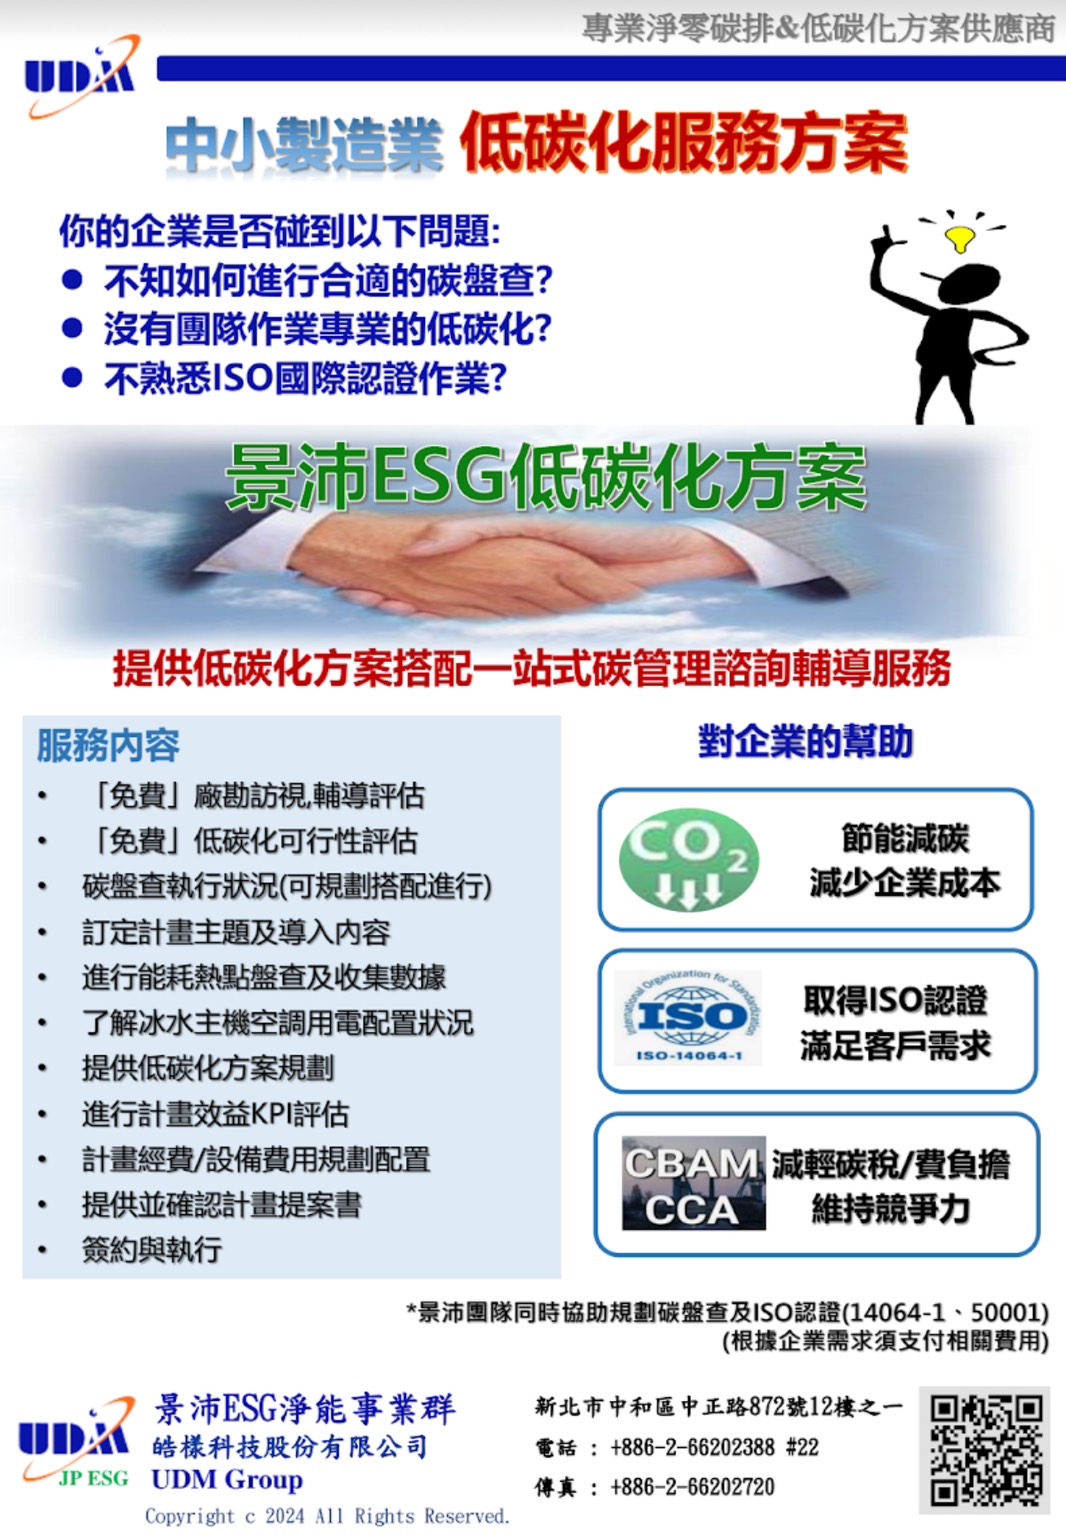 專業淨零碳排&低碳化方案供應商
UDM
中小製造業 低碳化服務方案
你的企業是否碰到以下問題:
● 不知如何進行合適的碳盤查?
● 沒有團隊作業專業的低碳化?
● 不熟悉ISO國際認證作業?
景沛ESG低碳化方案
提供低碳化方案搭配一站式碳管理諮詢輔導服務
服務內容
• 「免費」廠勘訪視,輔導評估
• 「免費」低碳化可行性評估
• 碳盤查執行狀況(可規劃搭配進行)
• 訂定計畫主題及導入內容
• 進行能耗熱點盤查及收集數據
• 了解冰水主機空調用電配置狀況
• 提供低碳化方案規劃
• 進行計畫效益KPI評估
• 計畫經費/設備費用規劃配置
• 提供並確認計畫提案書
• 簽約與執行
對企業的幫助
CO2
節能減碳
減少企業成本
International Organization for Standardization
ISO
ISO-14064-1
取得ISO認證
滿足客戶需求
CBAM
CCA
減輕碳稅/費負擔
維持競爭力
*景沛團隊同時協助規劃碳盤查及ISO認證(14064-1、50001)
(根據企業需求須支付相關費用)
UDM
JP ESG
景沛ESG淨能事業群
皓樣科技股份有限公司
UDM Group
Copyright c 2024 All Rights Reserved.
新北市中和區中正路872號12樓之一
電話 : +886-2-66202388 #22
傳真 : +886-2-66202720